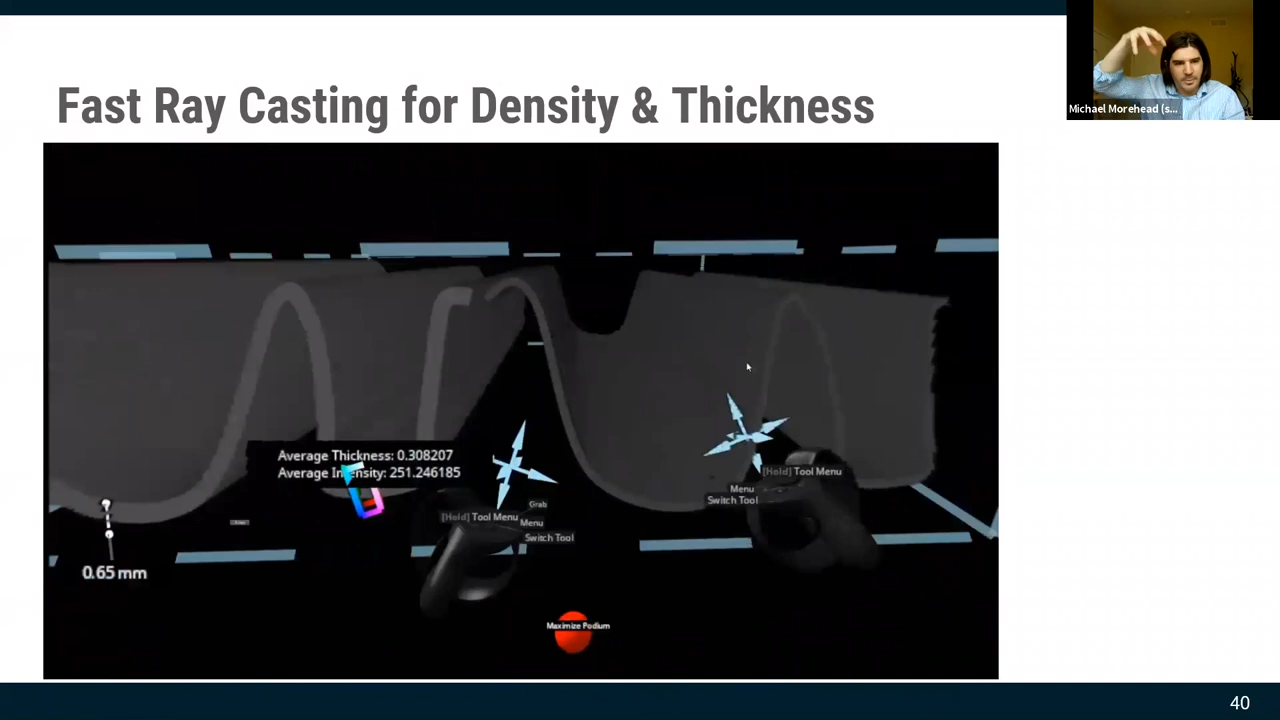 Fast Ray Casting for Density & Thickness
Michael Morehead (s...
Average Thickness: 0.308207
Average Intensity: 251.246185
[Hold] Tool Menu
Menu
Switch Tool
Grab
[Hold] Tool Menu
Menu
Switch Tool
0.65 mm
Maximize Podium
40